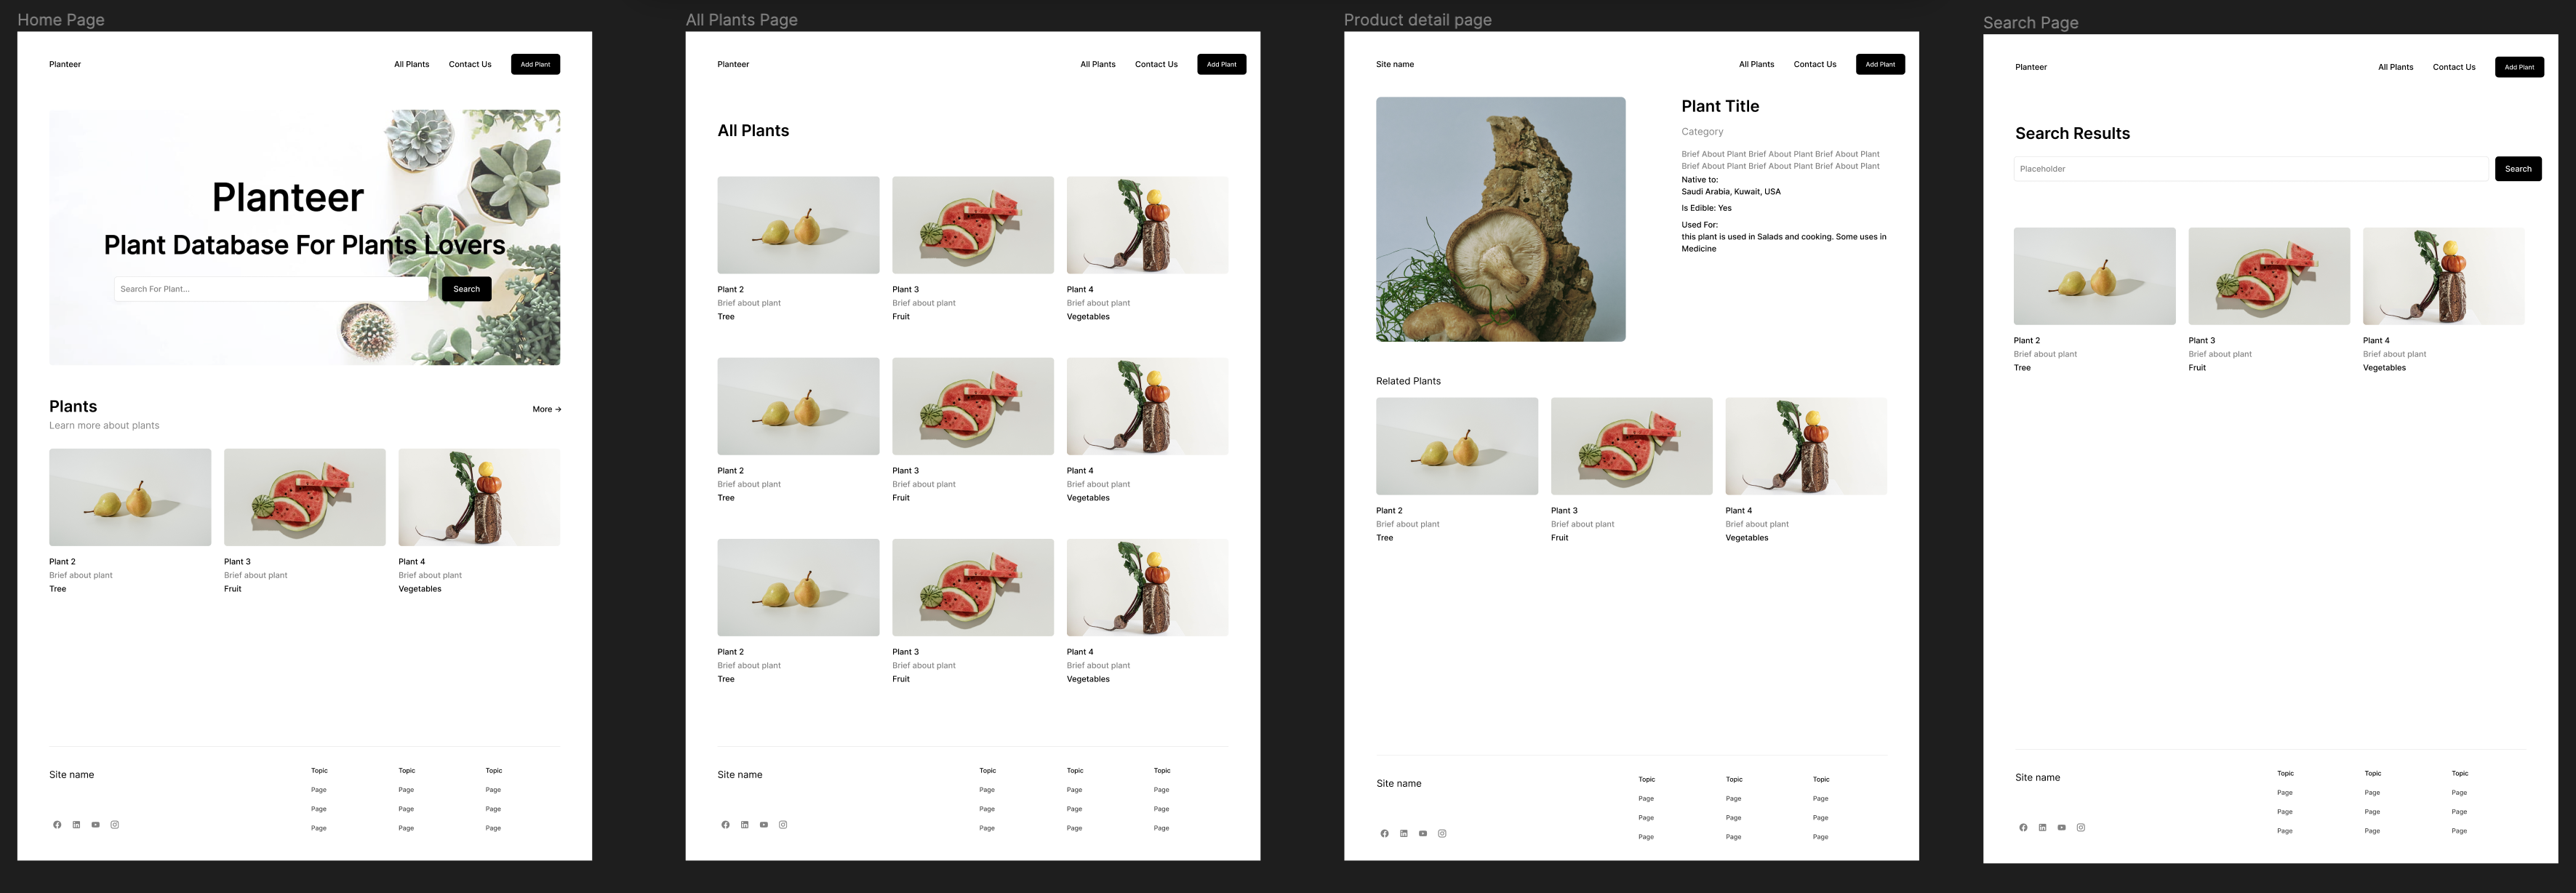 Home Page
Planteer
All Plants
Contact Us
Add Plant
Planteer
Plant Database For Plants Lovers
Search For Plant...
Search
Plants
Learn more about plants
More →
Plant 2
Brief about plant
Tree
Plant 3
Brief about plant
Fruit
Plant 4
Brief about plant
Vegetables
Site name
Topic
Page
Page
Page
Topic
Page
Page
Page
Topic
Page
Page
Page
All Plants Page
Planteer
All Plants
Contact Us
Add Plant
All Plants
Plant 2
Brief about plant
Tree
Plant 3
Brief about plant
Fruit
Plant 4
Brief about plant
Vegetables
Plant 2
Brief about plant
Tree
Plant 3
Brief about plant
Fruit
Plant 4
Brief about plant
Vegetables
Plant 2
Brief about plant
Tree
Plant 3
Brief about plant
Fruit
Plant 4
Brief about plant
Vegetables
Site name
Topic
Page
Page
Page
Topic
Page
Page
Page
Topic
Page
Page
Page
Product detail page
Site name
All Plants
Contact Us
Add Plant
Plant Title
Category
Brief About Plant Brief About Plant Brief About Plant
Brief About Plant Brief About Plant Brief About Plant
Native to:
Saudi Arabia, Kuwait, USA
Is Edible: Yes
Used For:
this plant is used in Salads and cooking. Some uses in
Medicine
Related Plants
Plant 2
Brief about plant
Tree
Plant 3
Brief about plant
Fruit
Plant 4
Brief about plant
Vegetables
Site name
Topic
Page
Page
Page
Topic
Page
Page
Page
Topic
Page
Page
Page
Search Page
Planteer
All Plants
Contact Us
Add Plant
Search Results
Placeholder
Search
Plant 2
Brief about plant
Tree
Plant 3
Brief about plant
Fruit
Plant 4
Brief about plant
Vegetables
Site name
Topic
Page
Page
Page
Topic
Page
Page
Page
Topic
Page
Page
Page